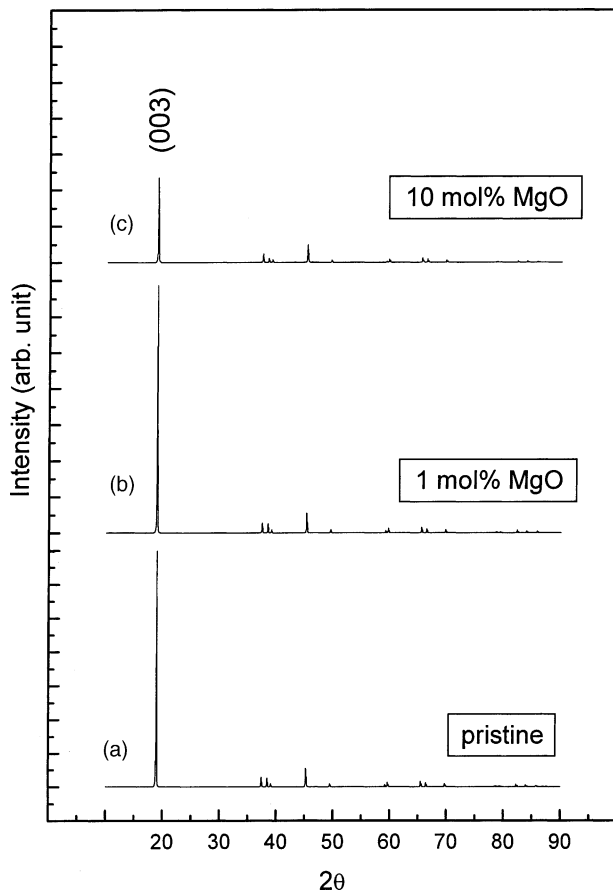 (003)
10 mol% MgO
(c)
Intensity (arb. unit)
1 mol% MgO
(b)
pristine
(a)
20 30 40 50 60 70 80 90
2θ